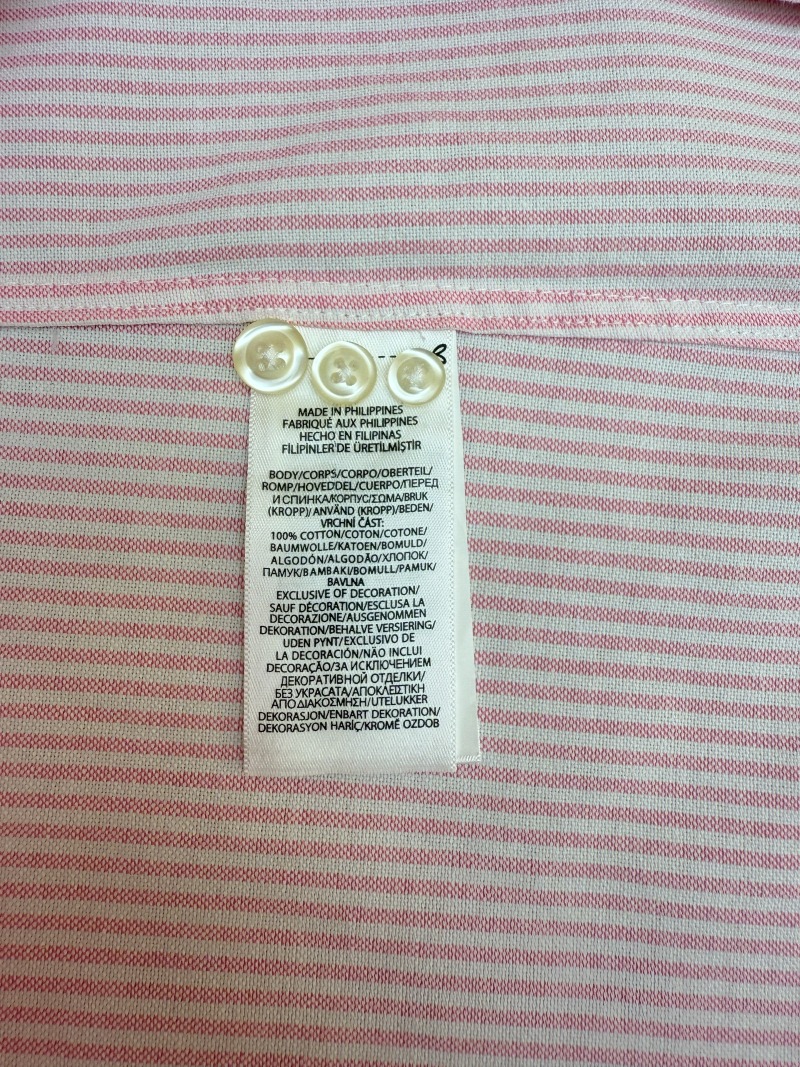 MADE IN PHILIPPINES
FABRIQUÉ AUX PHILIPPINES
HECHO EN FILIPINAS
FİLİPİNLER'DE ÜRETİLMİŞTİR
BODY/CORPS/CORPO/OBERTEIL/
ROMP/HOVEDDEL/CUERPO/ПЕРЕД
И СПИНКА/КОРПУС/ΣΩΜΑ/BRUK
(KROPP)/ANVÄND (KROPP)/BEDEN/
VRCHNÍ ČÁST:
100% COTTON/COTON/COTONE/
BAUMWOLLE/KATOEN/BOMULD/
ALGODÓN/ALGODÃO/ХЛОПОК/
ПАМУК/BAMBAKI/BOMULL/PAMUK/
BAVLNA
EXCLUSIVE OF DECORATION/
SAUF DÉCORATION/ESCLUSA LA
DECORAZIONE/AUSGENOMMEN
DEKORATION/BEHALVE VERSIERING/
UDEN PYNT/EXCLUSIVO DE
LA DECORACIÓN/NÃO INCLUI
DECORAÇÃO/ЗА ИСКЛЮЧЕНИЕМ
ДЕКОРАТИВНОЙ ОТДЕЛКИ/
БЕЗ УКРАСАТА/ΑΠΟΚΛΕΙΣΤΙΚΗ
ΑΠΟ ΔΙΑΚΟΣΜΗΣΗ/UTELUKKER
DEKORASJON/ENBART DEKORATION/
DEKORASYON HARİÇ/KROMĚ OZDOB